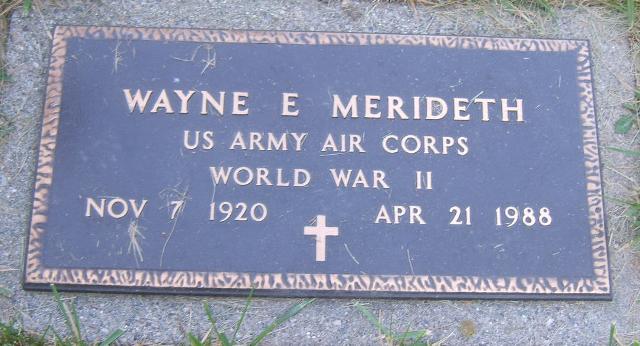 WAYNE E MERIDETH
US ARMY AIR CORPS
WORLD WAR II
NOV 7 1920 APR 21 1988